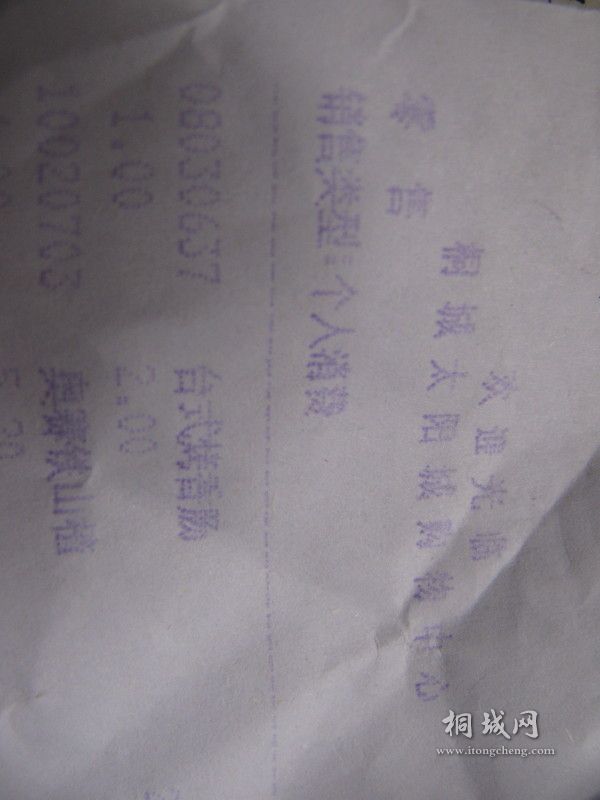 欢迎光临
桐城太阳城购物中心
零售
销售类型:个人消费
08030637 台式烤香肠
1.00 2.00
10020703
桐城网
www.itongcheng.com